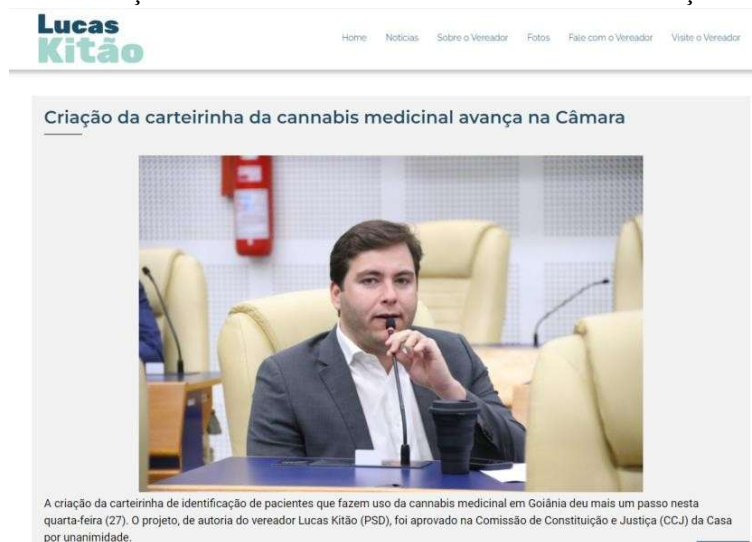 Lucas
Kitão
Home Notícias Sobre o Vereador Fotos Fale com o Vereador Visite o Vereador
Criação da carteirinha da cannabis medicinal avança na Câmara
A criação da carteirinha de identificação de pacientes que fazem uso da cannabis medicinal em Goiânia deu mais um passo nesta
quarta-feira (27). O projeto, de autoria do vereador Lucas Kitão (PSD), foi aprovado na Comissão de Constituição e Justiça (CCJ) da Casa
por unanimidade.